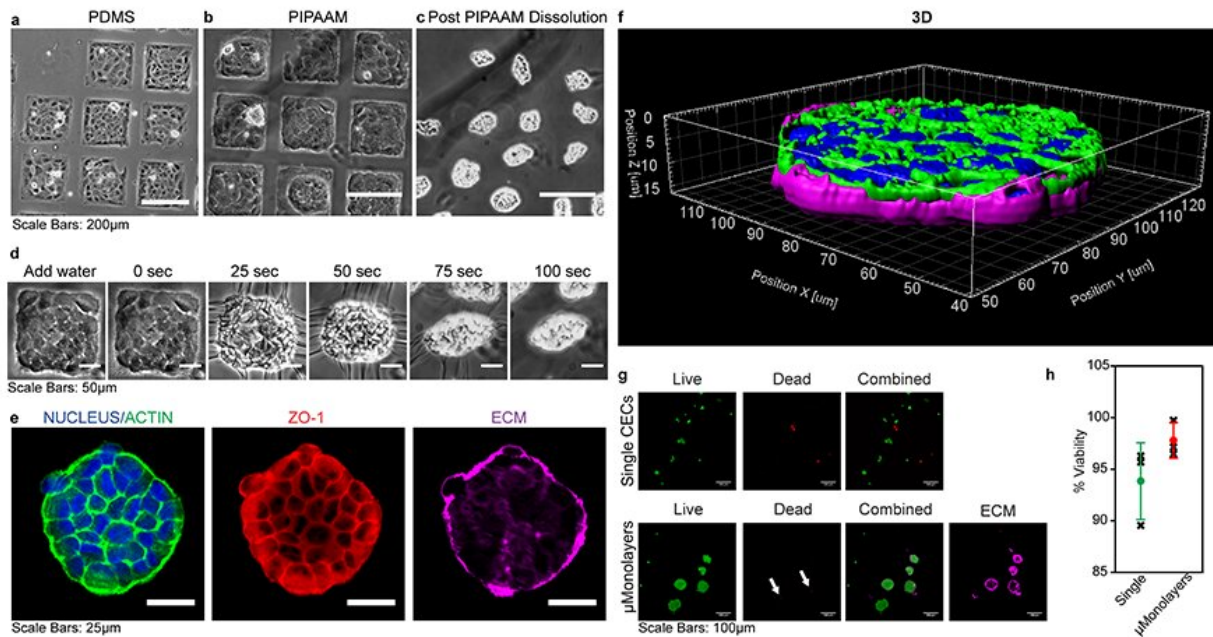 a PDMS
b PIPAAM
c Post PIPAAM Dissolution
Scale Bars: 200µm
d Add water 0 sec 25 sec 50 sec 75 sec 100 sec
Scale Bars: 50µm
e NUCLEUS/ACTIN ZO-1 ECM
Scale Bars: 25µm
f 3D
Position Z [µm]
0
5
10
15
110 100 90 80 70 60 50 40
Position X [µm]
50 60 70 80 90 100 110 120
Position Y [µm]
g Live Dead Combined
Single CECs
Live Dead Combined ECM
µMonolayers
Scale Bars: 100µm
h
% Viability
105
100
95
90
85
Single
µMonolayers